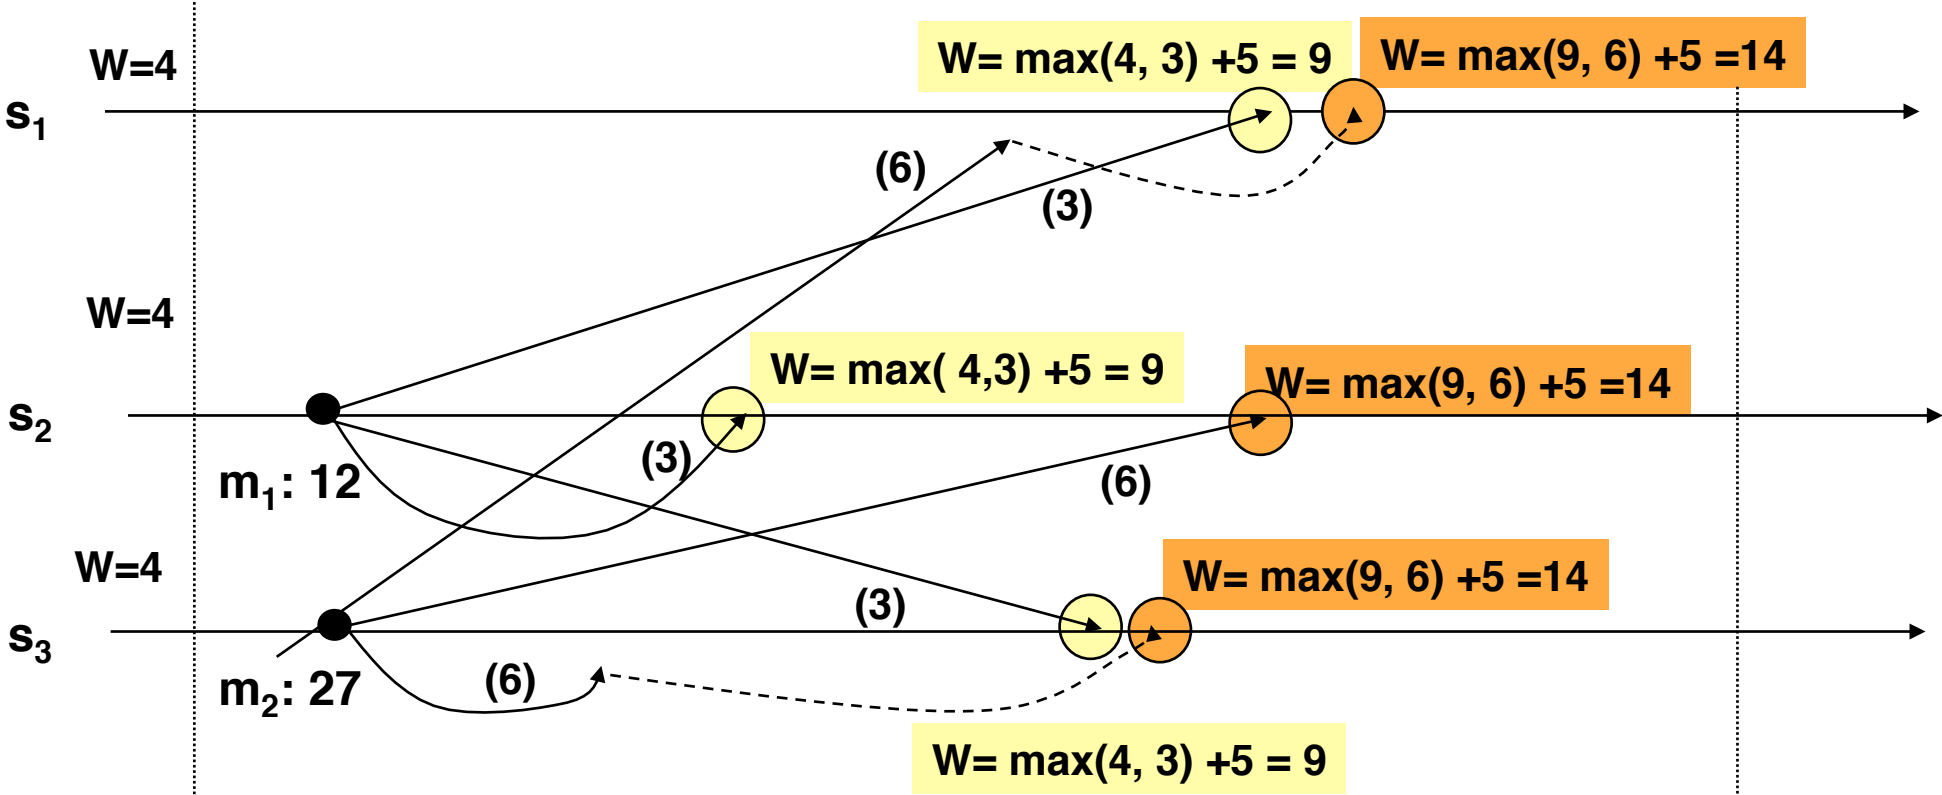 W=4
W= max(4, 3) +5 = 9
W= max(9, 6) +5 =14
s1
(6)
(3)
W=4
W= max( 4,3) +5 = 9
W= max(9, 6) +5 =14
s2
(3)
m1: 12
(6)
W=4
W= max(9, 6) +5 =14
(3)
s3
(6)
m2: 27
W= max(4, 3) +5 = 9